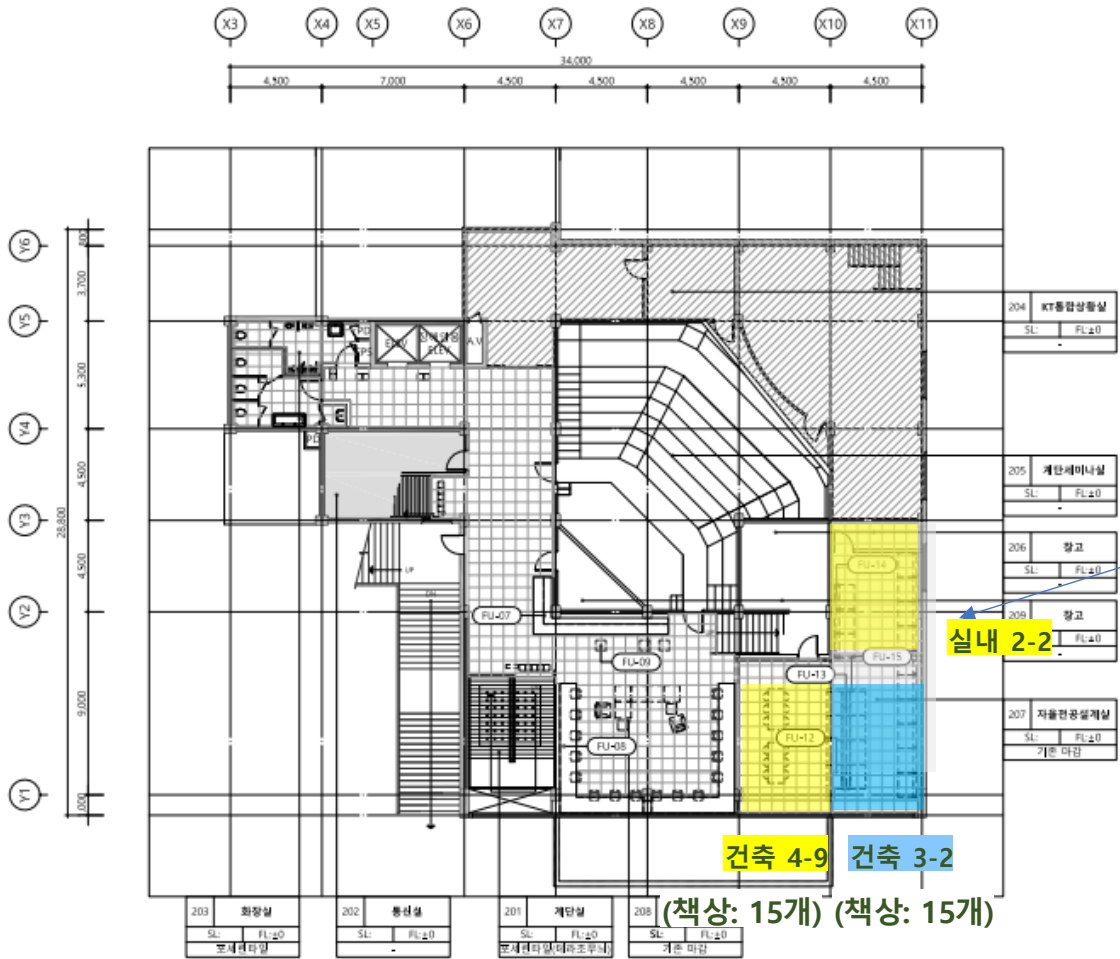 X3 X4 X5 X6 X7 X8 X9 X10 X11
34,000
4,500 7,000 4,500 4,500 4,500 4,500 4,500
Y6
Y5
Y4
Y3
Y2
Y1
3,700
5,300
4,500
4,500
9,000
1,000
28,800
PD
ELEV
ELEV
A.V
PD
UP
DN
FU-07
FU-09
FU-08
FU-14
FU-15
FU-13
FU-12
204 KT통합상황실
SL: FL:±0
-
205 계단세미나실
SL: FL:±0
-
206 창고
SL: FL:±0
-
209 창고
FL:±0
-
실내 2-2
207 자율전공설계실
SL: FL:±0
기존 마감
건축 4-9 건축 3-2
(책상: 15개) (책상: 15개)
203 화장실
SL: FL:±0
포세린타일
202 통신실
SL: FL:±0
-
201 계단실
SL: FL:±0
포세린타일(테라조무늬)
208
SL: FL:±0
기존 마감